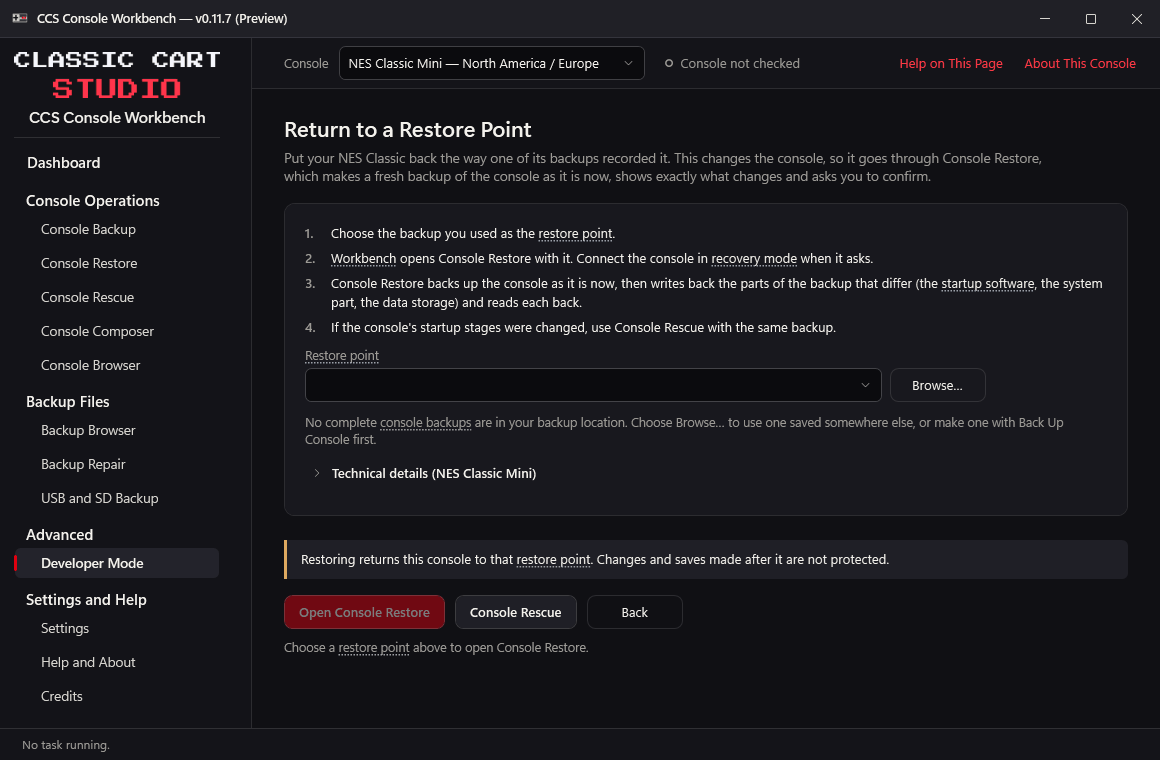 CCS Console Workbench — v0.11.7 (Preview)
CLASSIC CART
STUDIO
CCS Console Workbench
Dashboard
Console Operations
Console Backup
Console Restore
Console Rescue
Console Composer
Console Browser
Backup Files
Backup Browser
Backup Repair
USB and SD Backup
Advanced
Developer Mode
Settings and Help
Settings
Help and About
Credits
Console
NES Classic Mini — North America / Europe
Console not checked
Help on This Page
About This Console
Return to a Restore Point
Put your NES Classic back the way one of its backups recorded it. This changes the console, so it goes through Console Restore,
which makes a fresh backup of the console as it is now, shows exactly what changes and asks you to confirm.
1. Choose the backup you used as the restore point.
2. Workbench opens Console Restore with it. Connect the console in recovery mode when it asks.
3. Console Restore backs up the console as it is now, then writes back the parts of the backup that differ (the startup software, the system
part, the data storage) and reads each back.
4. If the console's startup stages were changed, use Console Rescue with the same backup.
Restore point
Browse...
No complete console backups are in your backup location. Choose Browse... to use one saved somewhere else, or make one with Back Up
Console first.
Technical details (NES Classic Mini)
Restoring returns this console to that restore point. Changes and saves made after it are not protected.
Open Console Restore
Console Rescue
Back
Choose a restore point above to open Console Restore.
No task running.